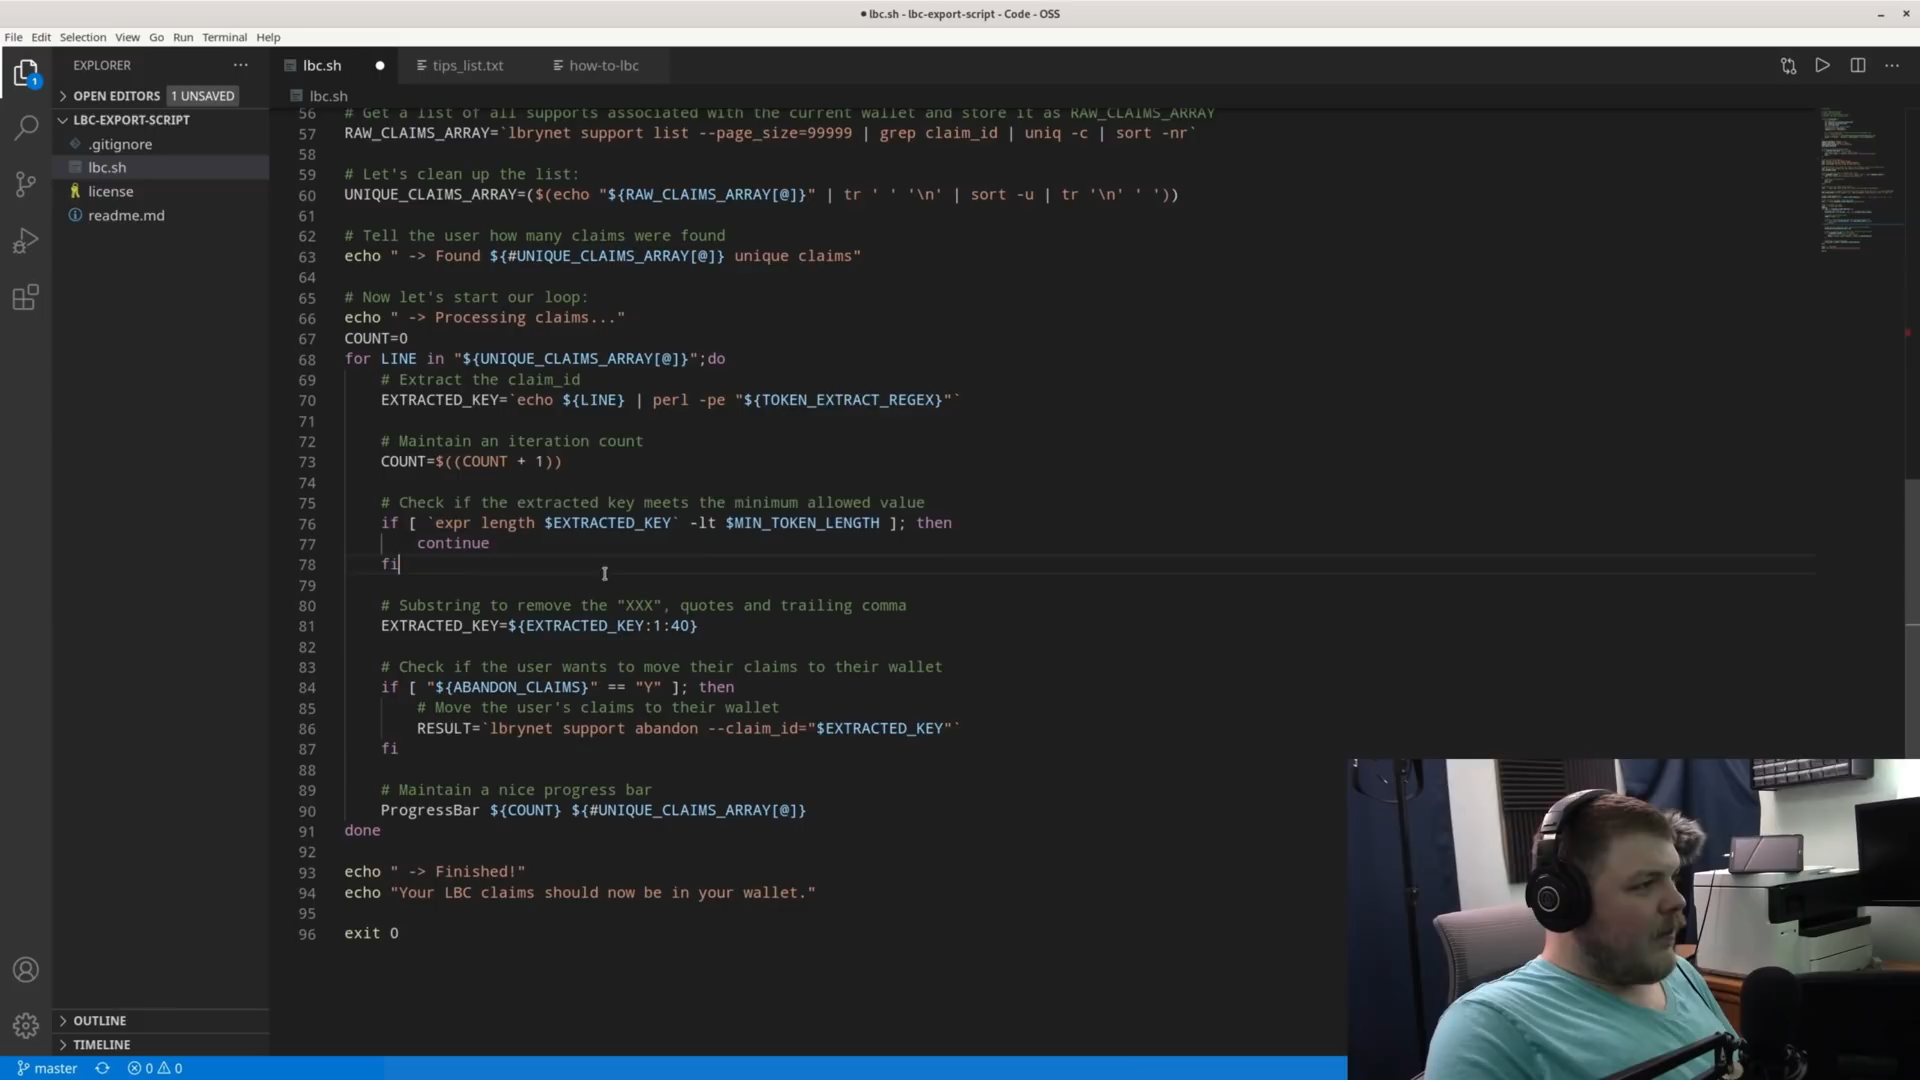 lbc.sh - lbc-export-script - Code - OSS
File Edit Selection View Go Run Terminal Help
EXPLORER
lbc.sh
tips_list.txt
how-to-lbc
OPEN EDITORS 1 UNSAVED
lbc.sh
LBC-EXPORT-SCRIPT
.gitignore
lbc.sh
license
readme.md
1
56 # Get a list of all supports associated with the current wallet and store it as RAW_CLAIMS_ARRAY
57 RAW_CLAIMS_ARRAY=`lbrynet support list --page_size=99999 | grep claim_id | uniq -c | sort -nr`
58
59 # Let's clean up the list:
60 UNIQUE_CLAIMS_ARRAY=($(echo "${RAW_CLAIMS_ARRAY[@]}" | tr ' ' '\n' | sort -u | tr '\n' ' '))
61
62 # Tell the user how many claims were found
63 echo " -> Found ${#UNIQUE_CLAIMS_ARRAY[@]} unique claims"
64
65 # Now let's start our loop:
66 echo " -> Processing claims..."
67 COUNT=0
68 for LINE in "${UNIQUE_CLAIMS_ARRAY[@]}";do
69 # Extract the claim_id
70 EXTRACTED_KEY=`echo ${LINE} | perl -pe "${TOKEN_EXTRACT_REGEX}"`
71
72 # Maintain an iteration count
73 COUNT=$((COUNT + 1))
74
75 # Check if the extracted key meets the minimum allowed value
76 if [ `expr length $EXTRACTED_KEY` -lt $MIN_TOKEN_LENGTH ]; then
77 continue
78 fi
79
80 # Substring to remove the "XXX", quotes and trailing comma
81 EXTRACTED_KEY=${EXTRACTED_KEY:1:40}
82
83 # Check if the user wants to move their claims to their wallet
84 if [ "${ABANDON_CLAIMS}" == "Y" ]; then
85 # Move the user's claims to their wallet
86 RESULT=`lbrynet support abandon --claim_id="$EXTRACTED_KEY"`
87 fi
88
89 # Maintain a nice progress bar
90 ProgressBar ${COUNT} ${#UNIQUE_CLAIMS_ARRAY[@]}
91 done
92
93 echo " -> Finished!"
94 echo "Your LBC claims should now be in your wallet."
95
96 exit 0
OUTLINE
TIMELINE
master 0 0